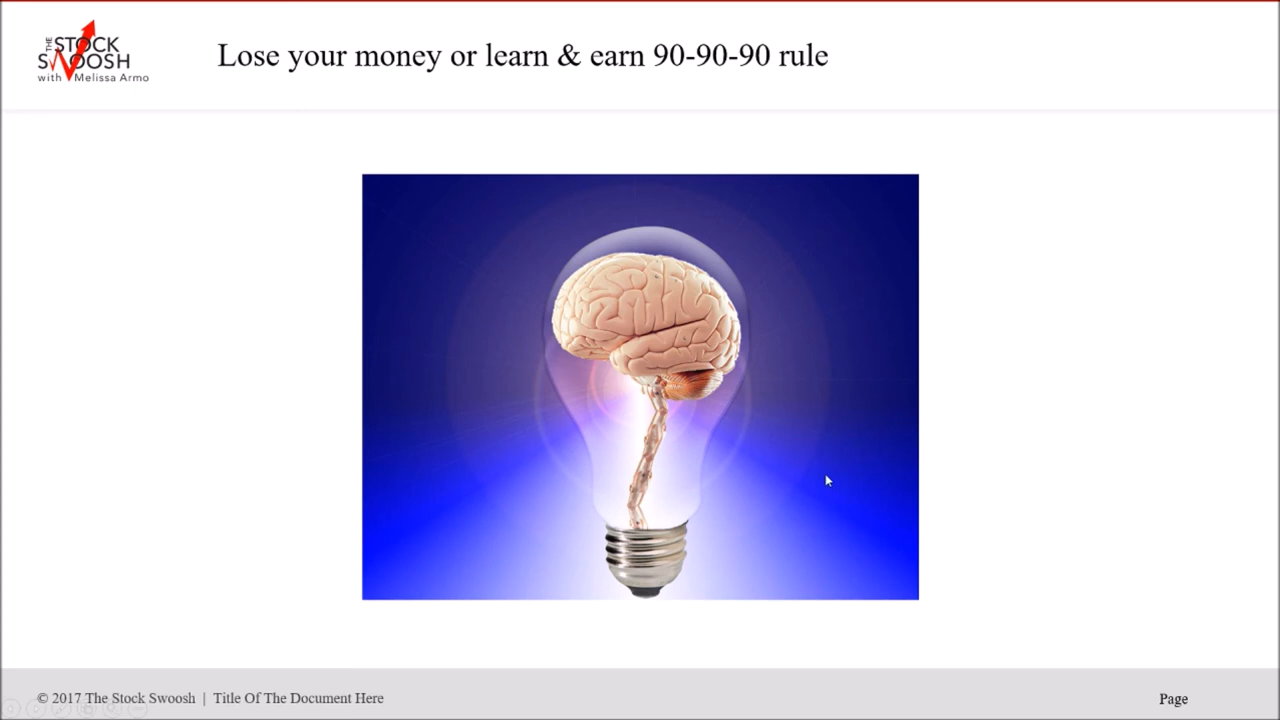 THE
STOCK
SWOOSH
with Melissa Armo
Lose your money or learn & earn 90-90-90 rule
© 2017 The Stock Swoosh | Title Of The Document Here
Page